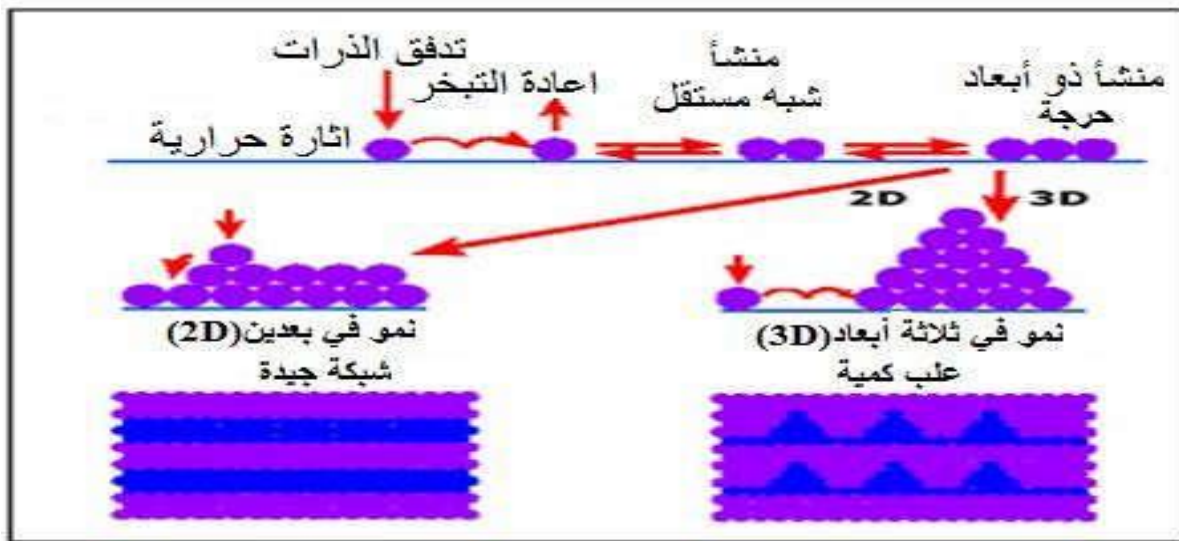 تدفق الذرات
اعادة التبخر
منشأ
شبه مستقل
منشأ ذو أبعاد
حرجة
اثارة حرارية
2D
3D
نمو في بعدين(2D)
شبكة جيدة
نمو في ثلاثة أبعاد(3D)
علب كمية